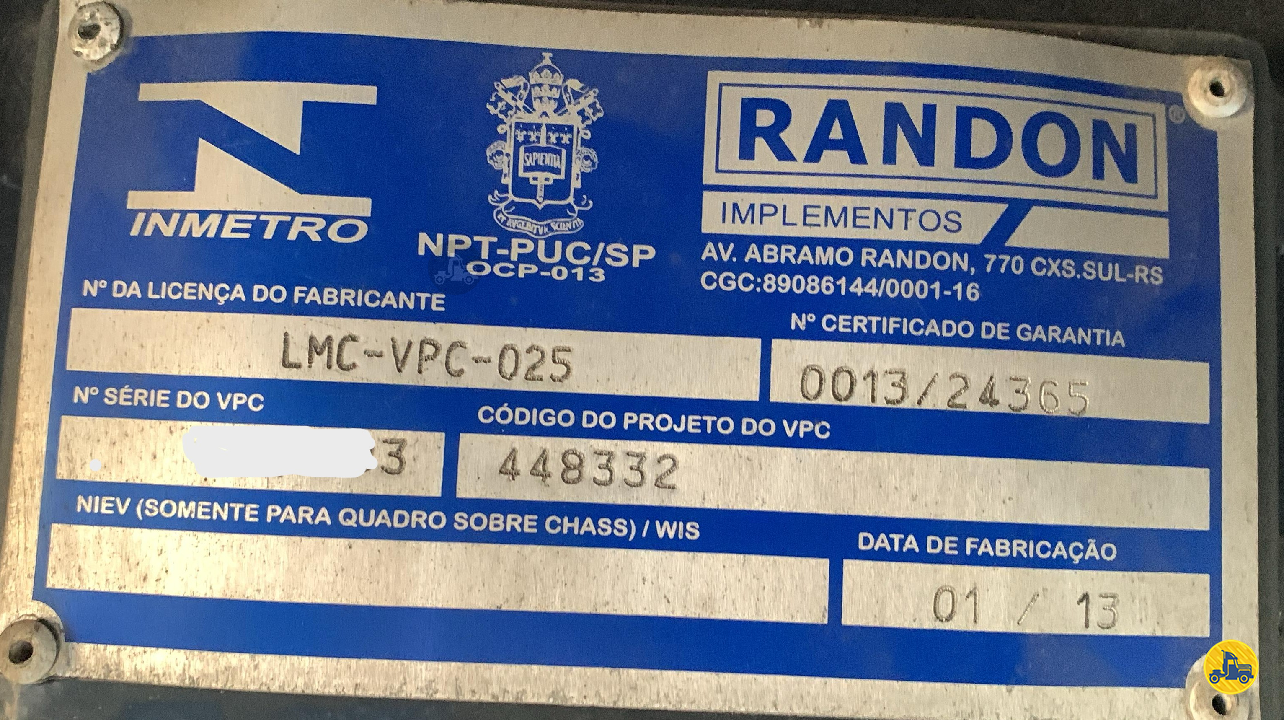 INMETRO
SAPIENTIA
NPT-PUC/SP
OCP-013
RANDON®
IMPLEMENTOS
AV. ABRAMO RANDON, 770 CXS.SUL-RS
CGC:89086144/0001-16
Nº DA LICENÇA DO FABRICANTE
LMC-VPC-025
Nº CERTIFICADO DE GARANTIA
0013/24365
Nº SÉRIE DO VPC
3
CÓDIGO DO PROJETO DO VPC
448332
NIEV (SOMENTE PARA QUADRO SOBRE CHASS) / WIS
DATA DE FABRICAÇÃO
01 / 13